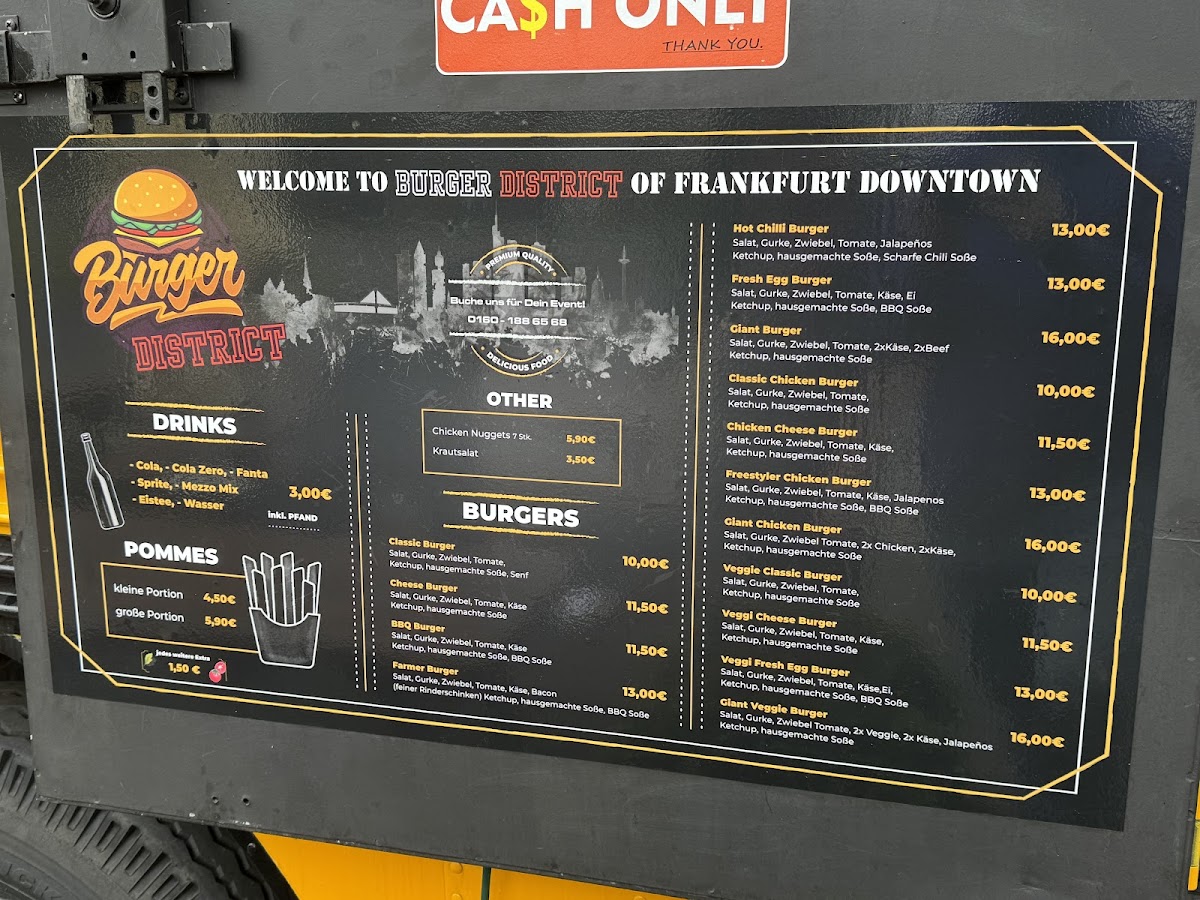 CA$H ONLY
THANK YOU.
WELCOME TO BURGER DISTRICT OF FRANKFURT DOWNTOWN
Burger
DISTRICT
PREMIUM QUALITY
Buche uns für Dein Event!
0160 - 188 65 68
DELICIOUS FOOD
DRINKS
- Cola, - Cola Zero, - Fanta
- Sprite, - Mezzo Mix
- Eistee, - Wasser
3,00€
inkl. PFAND
POMMES
kleine Portion 4,50€
große Portion 5,90€
jedes weitere Extra
1,50 €
OTHER
Chicken Nuggets 7 Stk. 5,90€
Krautsalat 3,50€
BURGERS
Classic Burger
Salat, Gurke, Zwiebel, Tomate,
Ketchup, hausgemachte Soße, Senf
10,00€
Cheese Burger
Salat, Gurke, Zwiebel, Tomate, Käse
Ketchup, hausgemachte Soße
11,50€
BBQ Burger
Salat, Gurke, Zwiebel, Tomate, Käse
Ketchup, hausgemachte Soße, BBQ Soße
11,50€
Farmer Burger
Salat, Gurke, Zwiebel, Tomate, Käse, Bacon
(feiner Rinderschinken) Ketchup, hausgemachte Soße, BBQ Soße
13,00€
Hot Chilli Burger
Salat, Gurke, Zwiebel, Tomate, Jalapeños
Ketchup, hausgemachte Soße, Scharfe Chili Soße
13,00€
Fresh Egg Burger
Salat, Gurke, Zwiebel, Tomate, Käse, Ei
Ketchup, hausgemachte Soße, BBQ Soße
13,00€
Giant Burger
Salat, Gurke, Zwiebel, Tomate, 2xKäse, 2xBeef
Ketchup, hausgemachte Soße
16,00€
Classic Chicken Burger
Salat, Gurke, Zwiebel, Tomate,
Ketchup, hausgemachte Soße
10,00€
Chicken Cheese Burger
Salat, Gurke, Zwiebel, Tomate, Käse,
Ketchup, hausgemachte Soße
11,50€
Freestyler Chicken Burger
Salat, Gurke, Zwiebel, Tomate, Käse, Jalapenos
Ketchup, hausgemachte Soße, BBQ Soße
13,00€
Giant Chicken Burger
Salat, Gurke, Zwiebel Tomate, 2x Chicken, 2xKäse,
Ketchup, hausgemachte Soße
16,00€
Veggie Classic Burger
Salat, Gurke, Zwiebel, Tomate,
Ketchup, hausgemachte Soße
10,00€
Veggi Cheese Burger
Salat, Gurke, Zwiebel, Tomate, Käse,
Ketchup, hausgemachte Soße
11,50€
Veggi Fresh Egg Burger
Salat, Gurke, Zwiebel, Tomate, Käse,Ei,
Ketchup, hausgemachte Soße, BBQ Soße
13,00€
Giant Veggie Burger
Salat, Gurke, Zwiebel Tomate, 2x Veggie, 2x Käse, Jalapeños
Ketchup, hausgemachte Soße
16,00€